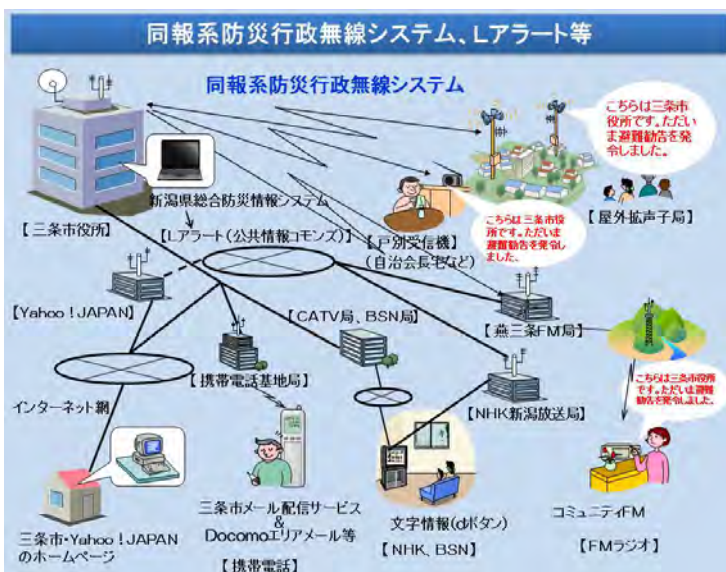 同報系防災行政無線システム、Lアラート等
同報系防災行政無線システム
こちらは三条市
役所です。ただい
ま避難勧告を発
令しました。
新潟県総合防災情報システム
【三条市役所】
【Lアラート(公共情報コモンズ)】
【戸別受信機】
(自治会長宅など)
こちらは三条市役
所です。ただいま
避難勧告を発令し
ました。
【屋外拡声子局】
【Yahoo！JAPAN】
【CATV局、BSN局】
【燕三条FM局】
【携帯電話基地局】
【NHK新潟放送局】
こちらは三条市役所
です。ただいま避難
勧告を発令しました。
インターネット網
三条市・Yahoo！JAPAN
のホームページ
三条市メール配信サービス
&
Docomoエリアメール等
【携帯電話】
文字情報(dボタン)
【NHK、BSN】
コミュニティFM
【FMラジオ】